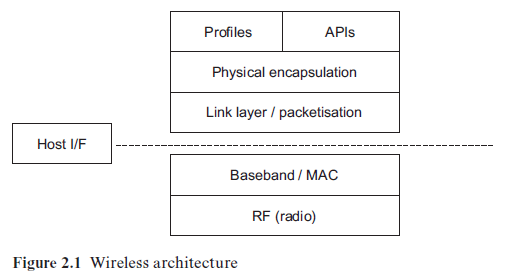 Profiles
APIs
Physical encapsulation
Link layer / packetisation
Host I/F
Baseband / MAC
RF (radio)
Figure 2.1 Wireless architecture